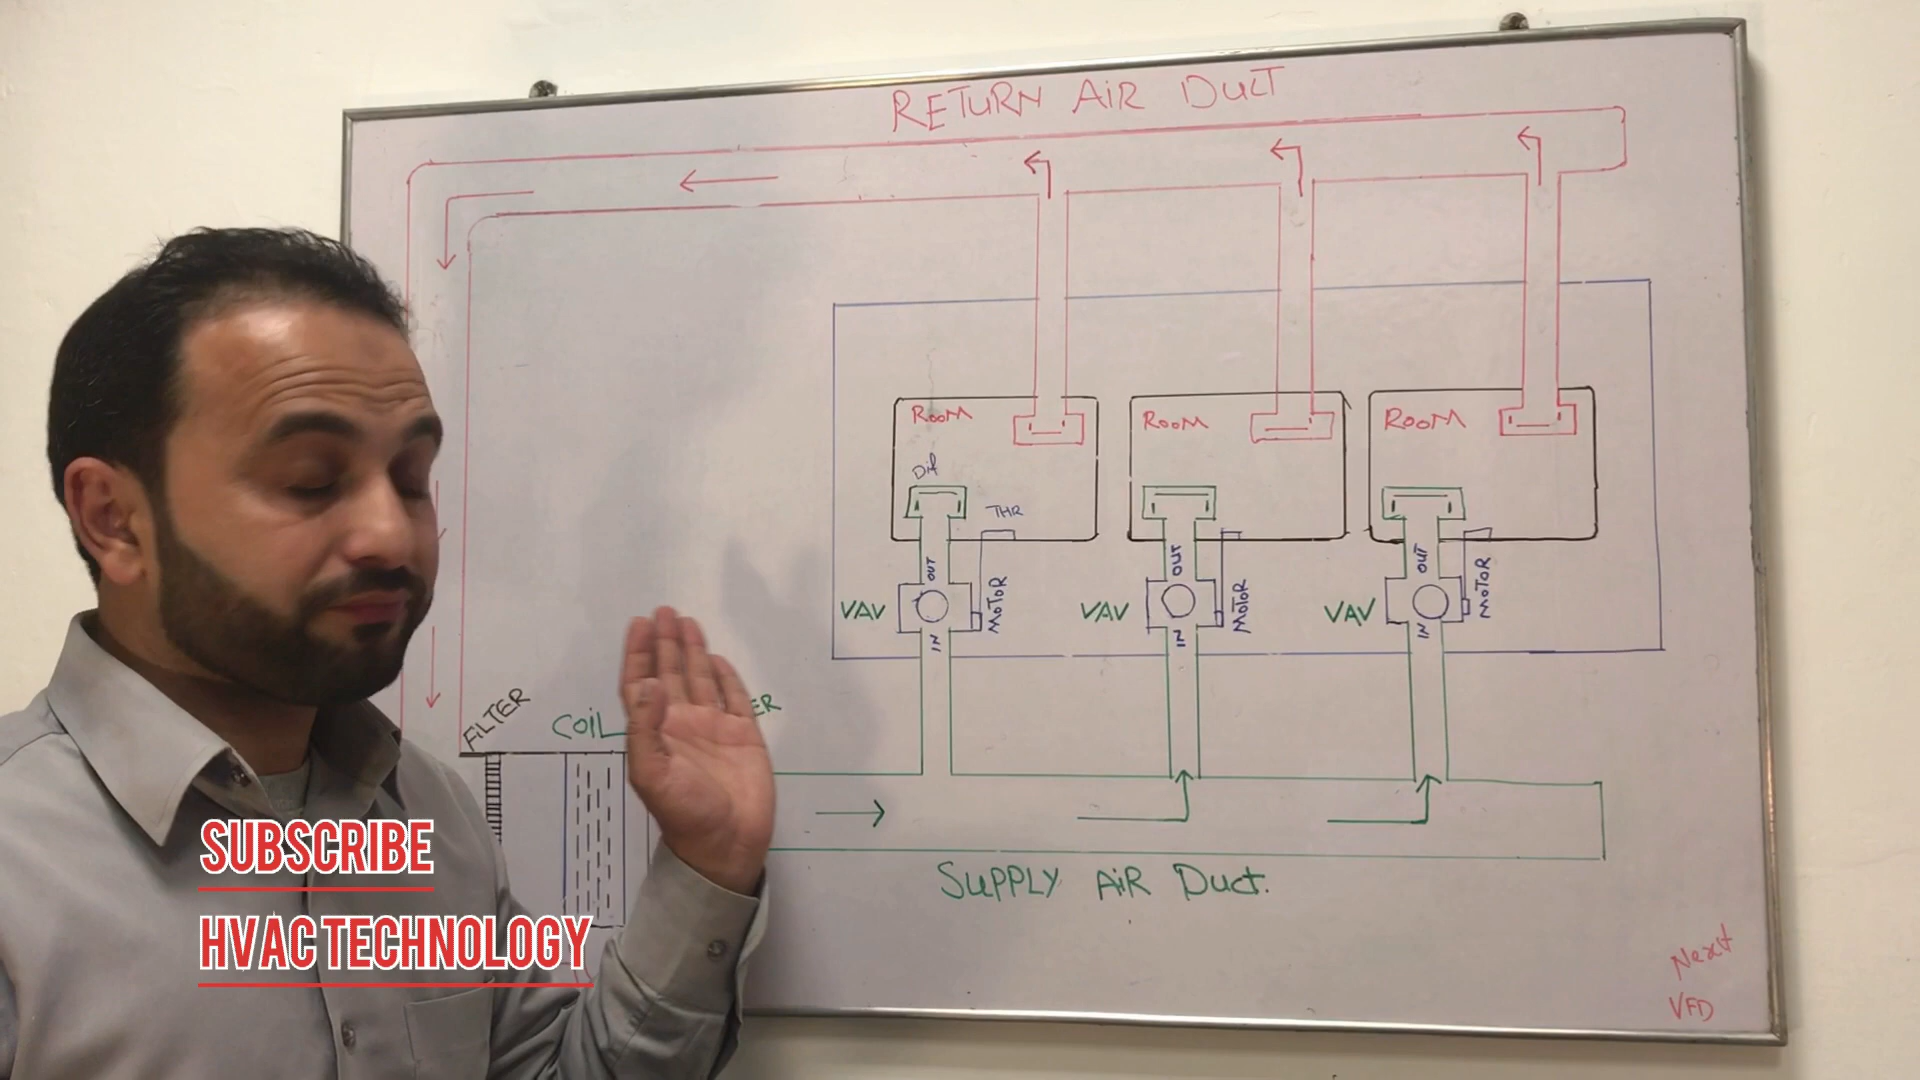 RETURN AIR DUCT
ROOM
ROOM
ROOM
Dif
THR
OUT
OUT
OUT
VAV
MOTOR
VAV
MOTOR
VAV
MOTOR
IN
IN
IN
FILTER
COIL
SUBSCRIBE
SUPPLY AIR Duct.
HVAC TECHNOLOGY
Next
VFD